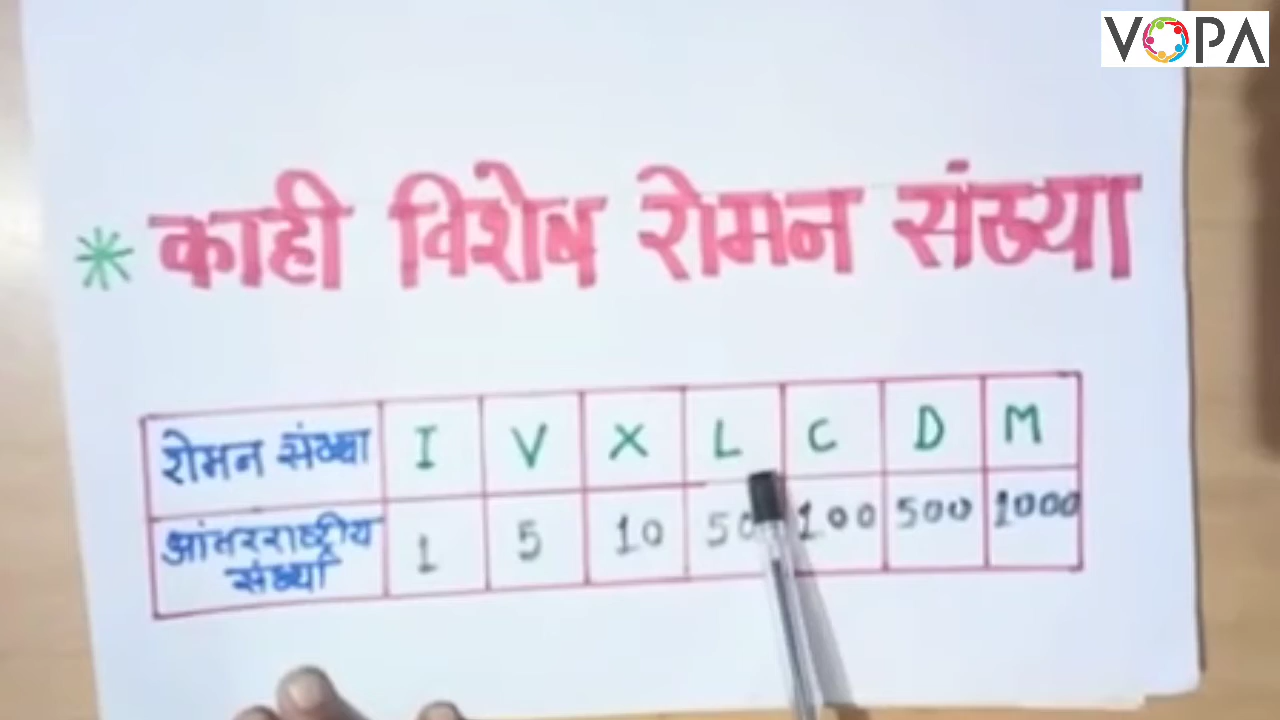 VOPA
* काही विशेष रोमन संख्या
रोमन संख्या I V X L C D M
आंतरराष्ट्रीय संख्या 1 5 10 50 100 500 1000